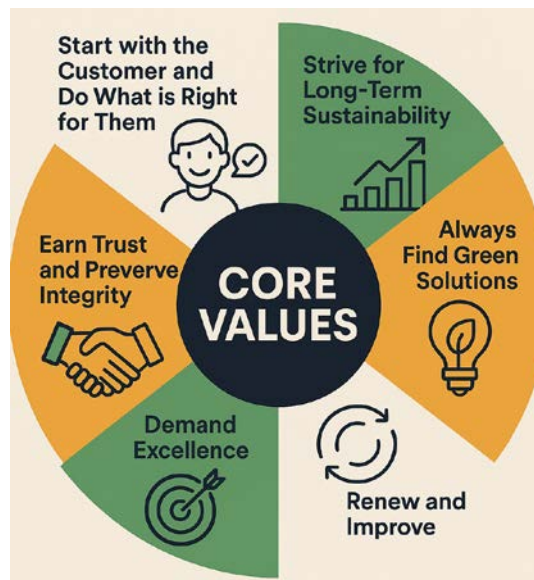 Start with the
Customer and
Do What is Right
for Them
Strive for
Long-Term
Sustainability
Always
Find Green
Solutions
Renew and
Improve
Demand
Excellence
Earn Trust
and Preverve
Integrity
CORE
VALUES